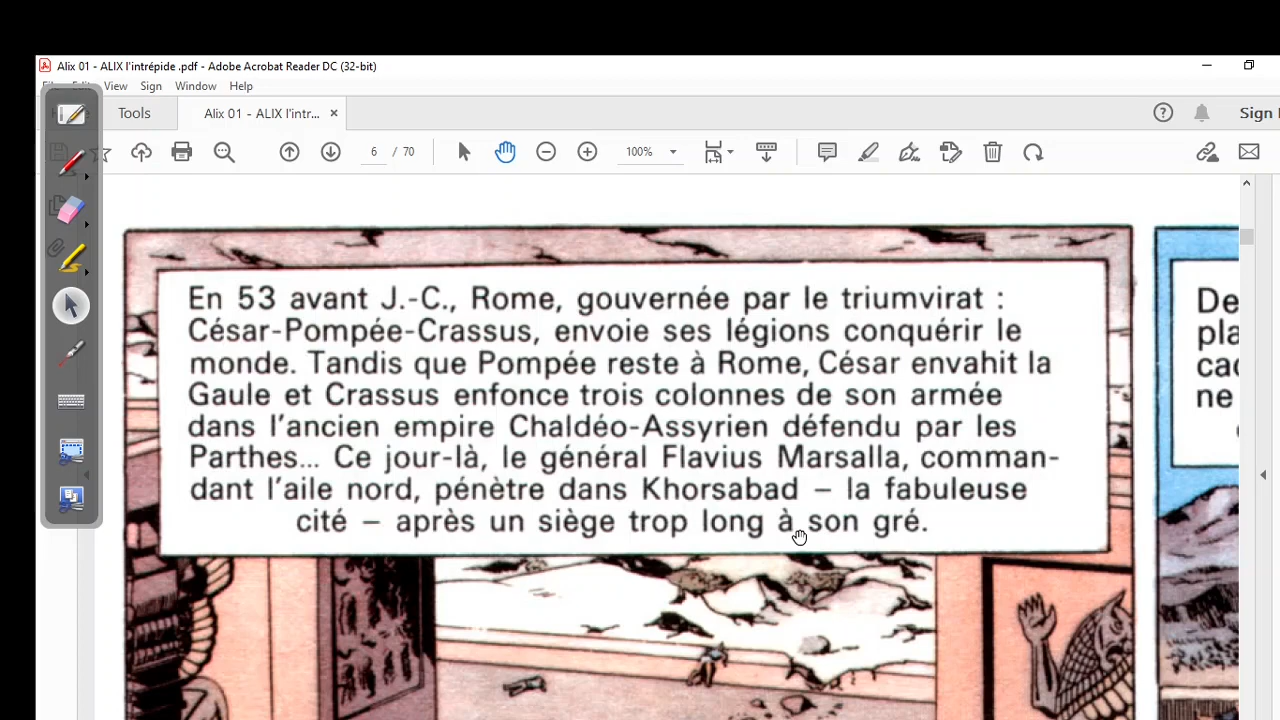 Alix 01 - ALIX l'intrépide .pdf - Adobe Acrobat Reader DC (32-bit)
View Sign Window Help
Tools Alix 01 - ALIX l'intr... × Sign
6 / 70 100%
En 53 avant J.-C., Rome, gouvernée par le triumvirat :
César-Pompée-Crassus, envoie ses légions conquérir le
monde. Tandis que Pompée reste à Rome, César envahit la
Gaule et Crassus enfonce trois colonnes de son armée
dans l'ancien empire Chaldéo-Assyrien défendu par les
Parthes... Ce jour-là, le général Flavius Marsalla, comman-
dant l'aile nord, pénètre dans Khorsabad – la fabuleuse
cité – après un siège trop long à son gré.
De
pla
ne